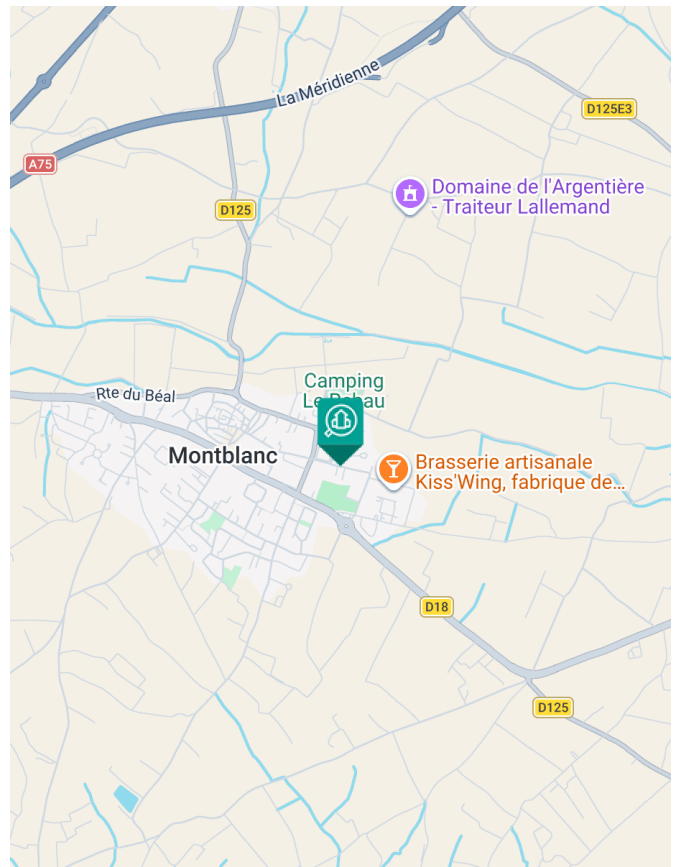 La Méridienne
D125E3
A75
Domaine de l'Argentière
- Traiteur Lallemand
D125
Camping
Le
Rte du Béal
Montblanc
Brasserie artisanale
Kiss'Wing, fabrique de...
D18
D125